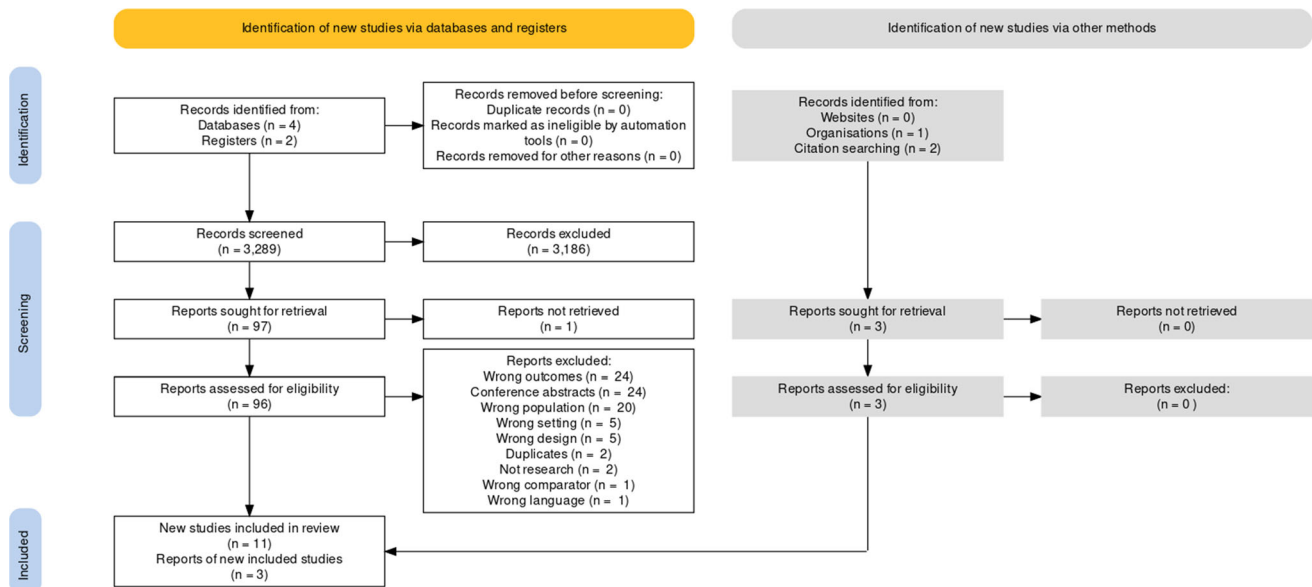 Identification of new studies via databases and registers
Identification of new studies via other methods
Identification
Records identified from:
Databases (n = 4)
Registers (n = 2)
Records removed before screening:
Duplicate records (n = 0)
Records marked as ineligible by automation
tools (n = 0)
Records removed for other reasons (n = 0)
Records identified from:
Websites (n = 0)
Organisations (n = 1)
Citation searching (n = 2)
Screening
Records screened
(n = 3,289)
Records excluded
(n = 3,186)
Reports sought for retrieval
(n = 97)
Reports not retrieved
(n = 1)
Reports sought for retrieval
(n = 3)
Reports not retrieved
(n = 0)
Reports assessed for eligibility
(n = 96)
Reports excluded:
Wrong outcomes (n = 24)
Conference abstracts (n = 24)
Wrong population (n = 20)
Wrong setting (n = 5)
Wrong design (n = 5)
Duplicates (n = 2)
Not research (n = 2)
Wrong comparator (n = 1)
Wrong language (n = 1)
Reports assessed for eligibility
(n = 3)
Reports excluded:
(n = 0 )
Included
New studies included in review
(n = 11)
Reports of new included studies
(n = 3)